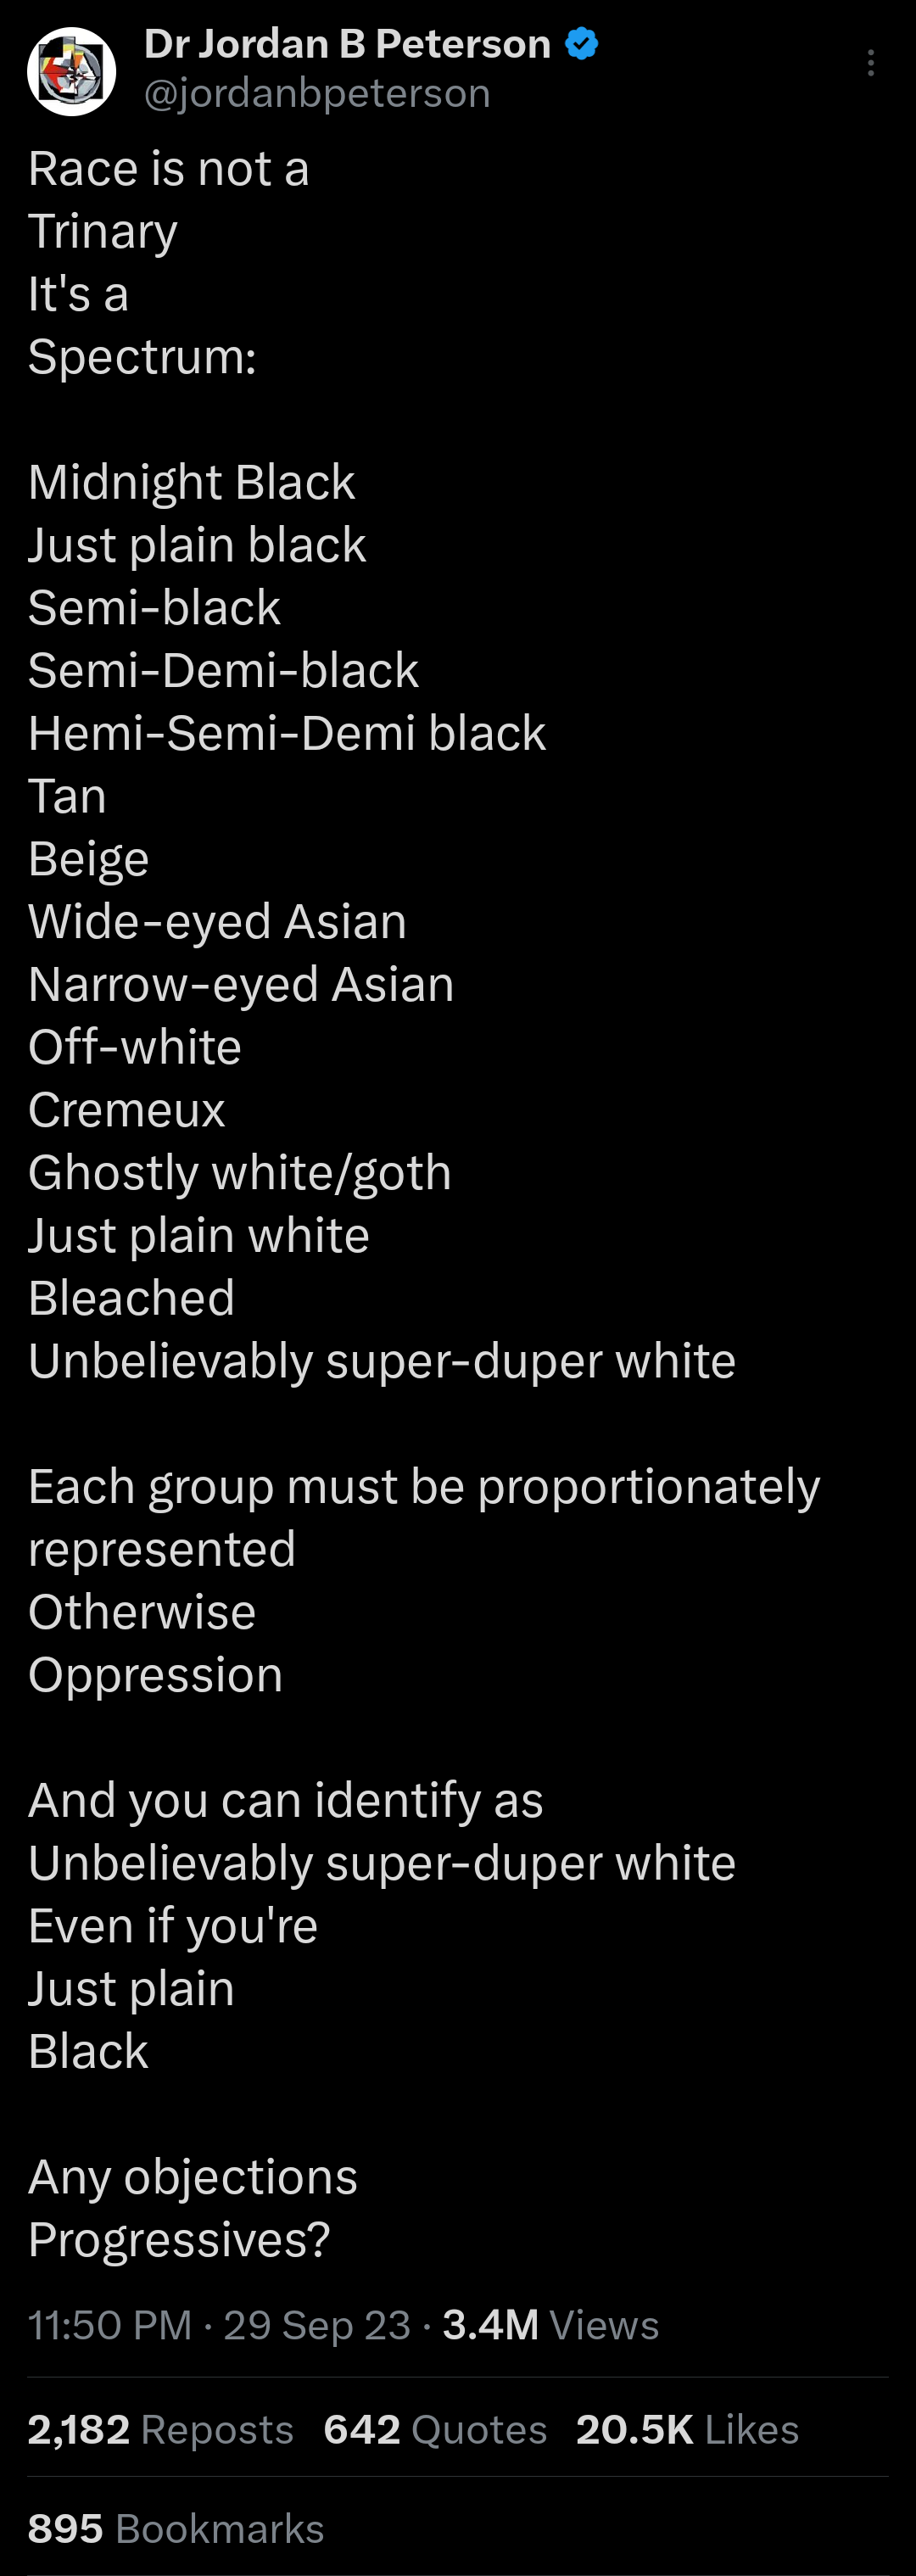 Dr Jordan B Peterson
@jordanbpeterson
Race is not a
Trinary
It's a
Spectrum:
Midnight Black
Just plain black
Semi-black
Semi-Demi-black
Hemi-Semi-Demi black
Tan
Beige
Wide-eyed Asian
Narrow-eyed Asian
Off-white
Cremeux
Ghostly white/goth
Just plain white
Bleached
Unbelievably super-duper white
Each group must be proportionately
represented
Otherwise
Oppression
And you can identify as
Unbelievably super-duper white
Even if you're
Just plain
Black
Any objections
Progressives?
11:50 PM · 29 Sep 23 · 3.4M Views
2,182 Reposts 642 Quotes 20.5K Likes
895 Bookmarks